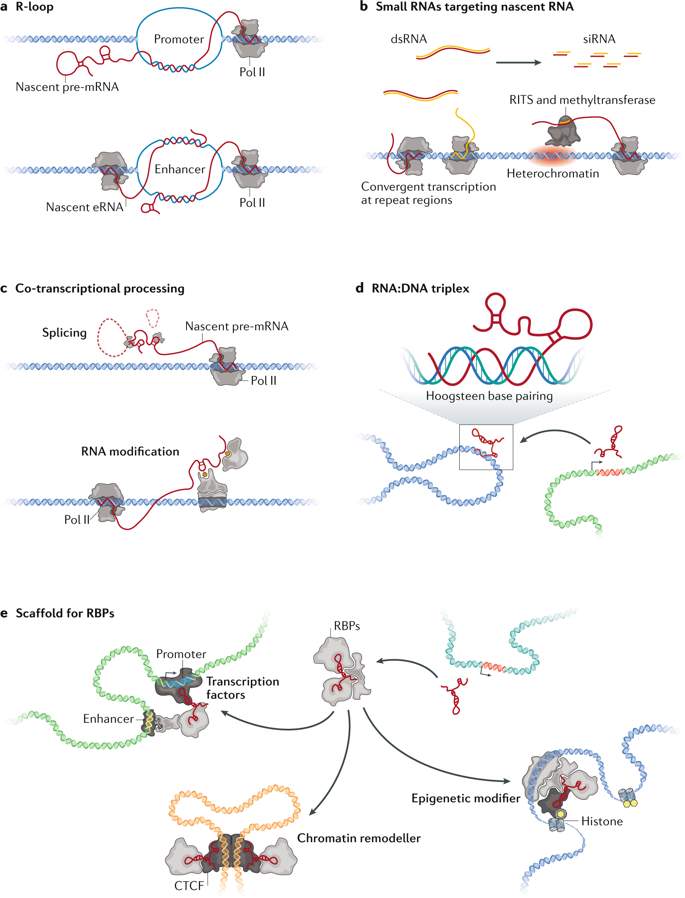 a R-loop
Promoter
Pol II
Nascent pre-mRNA
Enhancer
Nascent eRNA
Pol II
b Small RNAs targeting nascent RNA
dsRNA
siRNA
RITS and methyltransferase
Heterochromatin
Convergent transcription
at repeat regions
c Co-transcriptional processing
Splicing
Nascent pre-mRNA
Pol II
RNA modification
Pol II
d RNA:DNA triplex
Hoogsteen base pairing
e Scaffold for RBPs
RBPs
Promoter
Transcription
factors
Enhancer
Epigenetic modifier
Histone
Chromatin remodeller
CTCF